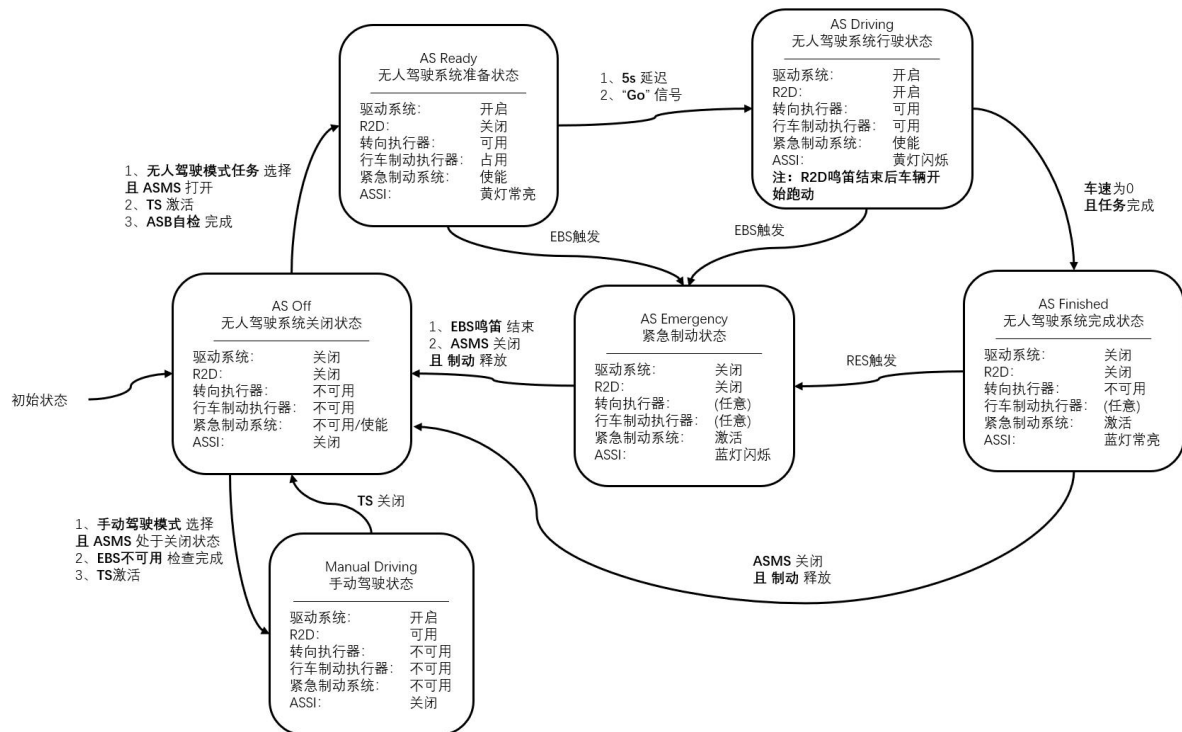 AS Ready
无人驾驶系统准备状态
驱动系统： 开启
R2D： 关闭
转向执行器： 可用
行车制动执行器： 占用
紧急制动系统： 使能
ASSI： 黄灯常亮
1、5s 延迟
2、“Go” 信号
AS Driving
无人驾驶系统行驶状态
驱动系统： 开启
R2D： 开启
转向执行器： 可用
行车制动执行器： 可用
紧急制动系统： 使能
ASSI： 黄灯闪烁
注：R2D鸣笛结束后车辆开
始跑动
1、无人驾驶模式任务 选择
且 ASMS 打开
2、TS 激活
3、ASB自检 完成
车速为0
且任务完成
EBS触发
EBS触发
AS Off
无人驾驶系统关闭状态
驱动系统： 关闭
R2D： 关闭
转向执行器： 不可用
行车制动执行器： 不可用
紧急制动系统： 不可用/使能
ASSI： 关闭
初始状态
1、EBS鸣笛 结束
2、ASMS 关闭
且 制动 释放
AS Emergency
紧急制动状态
驱动系统： 关闭
R2D： 关闭
转向执行器： (任意)
行车制动执行器： (任意)
紧急制动系统： 激活
ASSI： 蓝灯闪烁
RES触发
AS Finished
无人驾驶系统完成状态
驱动系统： 关闭
R2D： 关闭
转向执行器： 不可用
行车制动执行器： (任意)
紧急制动系统： 激活
ASSI： 蓝灯常亮
TS 关闭
1、手动驾驶模式 选择
且 ASMS 处于关闭状态
2、EBS不可用 检查完成
3、TS激活
Manual Driving
手动驾驶状态
驱动系统： 开启
R2D： 可用
转向执行器： 不可用
行车制动执行器： 不可用
紧急制动系统： 不可用
ASSI： 关闭
ASMS 关闭
且 制动 释放